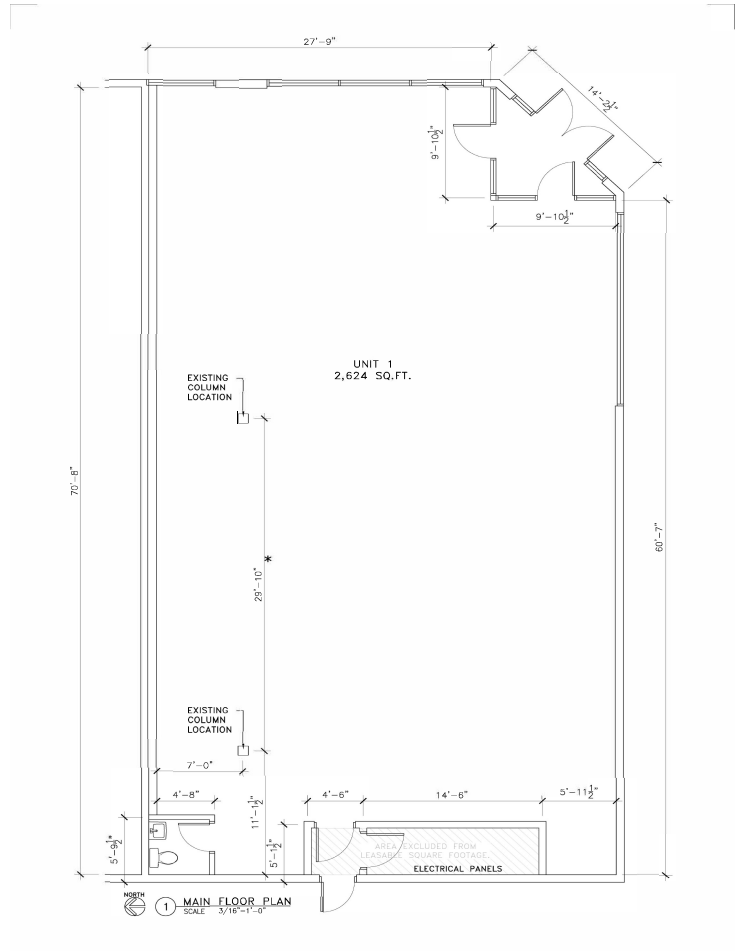 27'-9"
14'-2½"
9'-10½"
9'-10½"
UNIT 1
2,624 SQ.FT.
EXISTING
COLUMN
LOCATION
70'-8"
60'-7"
*
29'-10"
EXISTING
COLUMN
LOCATION
7'-0"
4'-8"
11'-1½"
4'-6"
14'-6"
5'-11½"
5'-9½"
5'-1½"
AREA EXCLUDED FROM
LEASABLE SQUARE FOOTAGE.
ELECTRICAL PANELS
NORTH
1 MAIN FLOOR PLAN
SCALE 3/16"-1'-0"